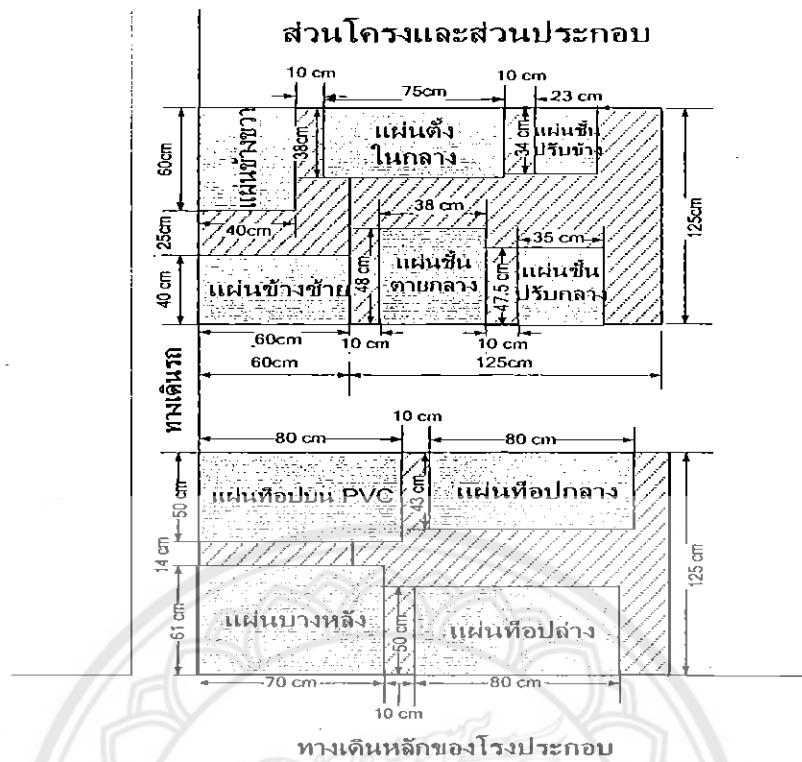 ส่วนโครงและส่วนประกอบ
10 cm
75cm
10 cm
23 cm
60cm
แผ่นข้างขวา
38cm
แผ่นตั้ง
ในกลาง
34 cm
แผ่นชั้น
ปรับข้าง
125cm
25cm
40cm
38 cm
35 cm
40 cm
แผ่นข้างซ้าย
48 cm
แผ่นชั้น
ตายกลาง
47.5 cm
แผ่นชั้น
ปรับกลาง
60cm
10 cm
10 cm
60cm
125cm
ทางเดินรถ
10 cm
80 cm
80 cm
50 cm
แผ่นท็อปบน PVC
43 cm
แผ่นท็อปกลาง
14 cm
125 cm
61 cm
แผ่นบางหลัง
50 cm
แผ่นท็อปล่าง
70 cm
10 cm
80 cm
ทางเดินหลักของโรงประกอบ